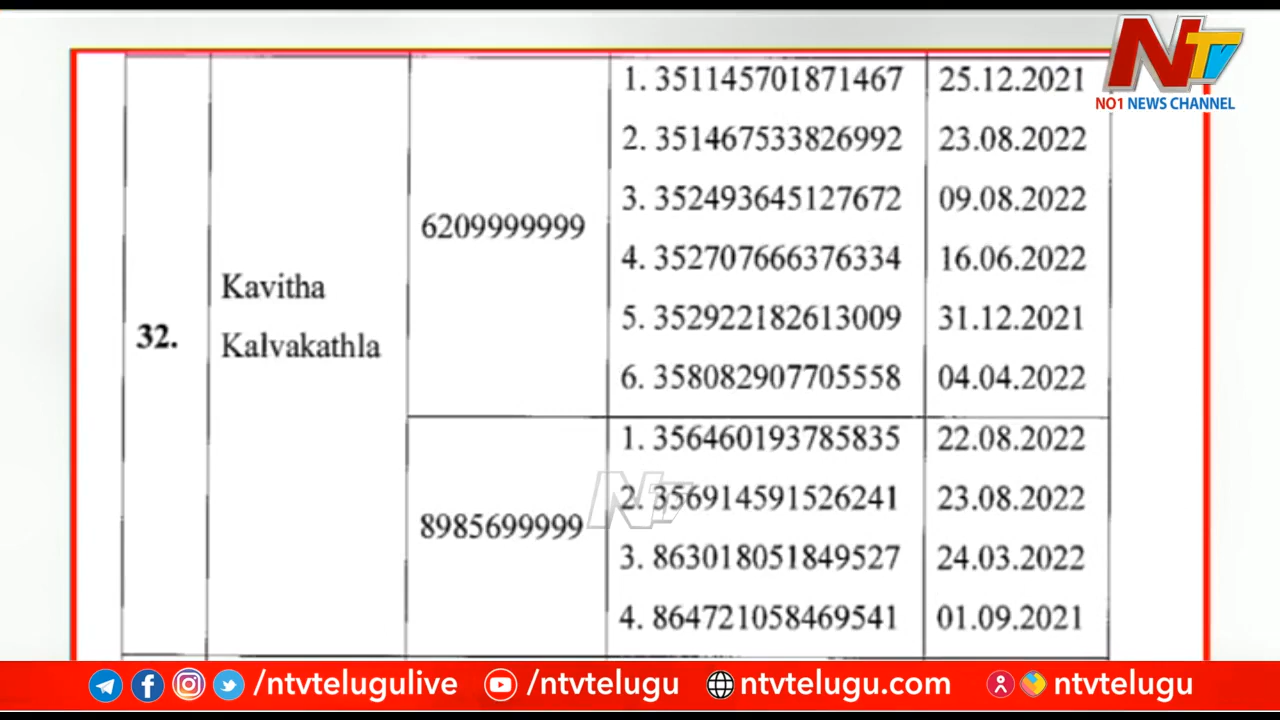 NTV
NO1 NEWS CHANNEL
32.
Kavitha
Kalvakathla
6209999999
1. 351145701871467 25.12.2021
2. 351467533826992 23.08.2022
3. 352493645127672 09.08.2022
4. 352707666376334 16.06.2022
5. 352922182613009 31.12.2021
6. 358082907705558 04.04.2022
8985699999
1. 356460193785835 22.08.2022
2. 356914591526241 23.08.2022
3. 863018051849527 24.03.2022
4. 864721058469541 01.09.2021
NTV
/ntvtelugulive /ntvtelugu ntvtelugu.com ntvtelugu